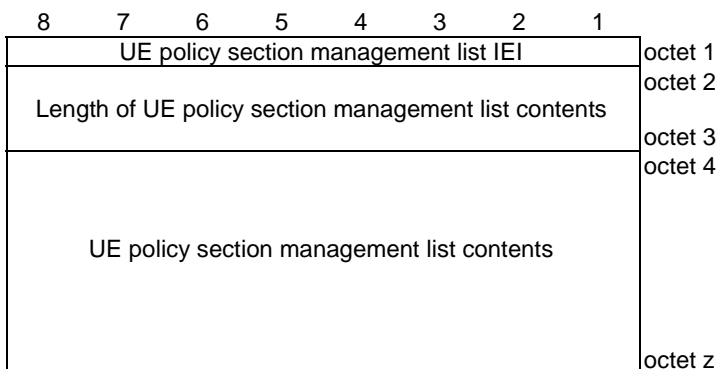 8 7 6 5 4 3 2 1
UE policy section management list IEI octet 1
octet 2
Length of UE policy section management list contents
octet 3
octet 4
UE policy section management list contents
octet z